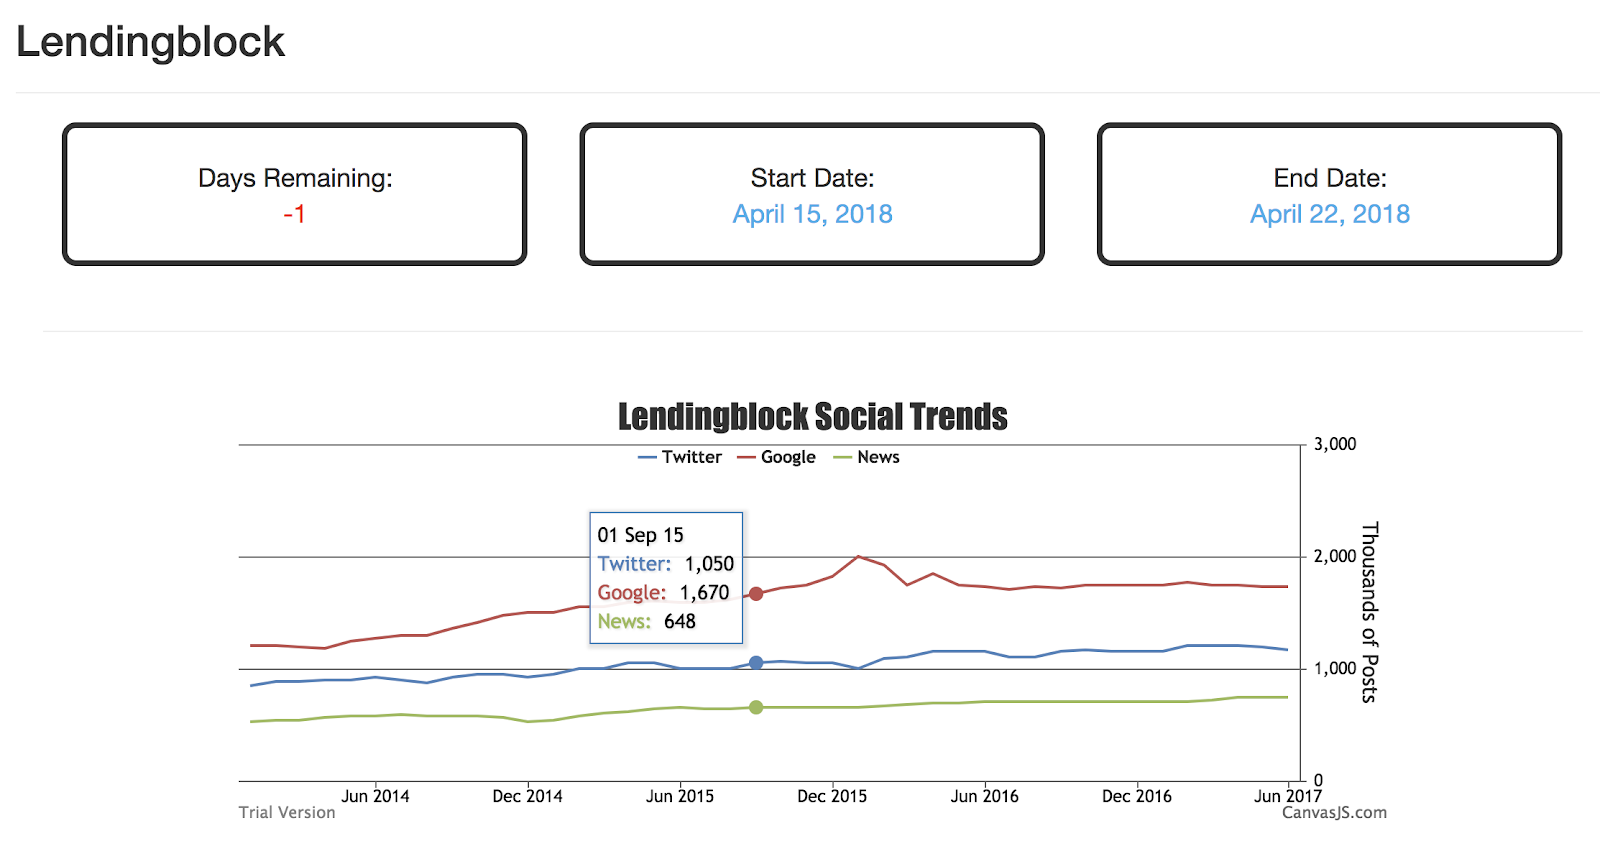 Lendingblock
Days Remaining:
-1
Start Date:
April 15, 2018
End Date:
April 22, 2018
Lendingblock Social Trends
Twitter Google News
3,000
2,000
1,000
0
Thousands of Posts
01 Sep 15
Twitter: 1,050
Google: 1,670
News: 648
Jun 2014 Dec 2014 Jun 2015 Dec 2015 Jun 2016 Dec 2016 Jun 2017
Trial Version
CanvasJS.com